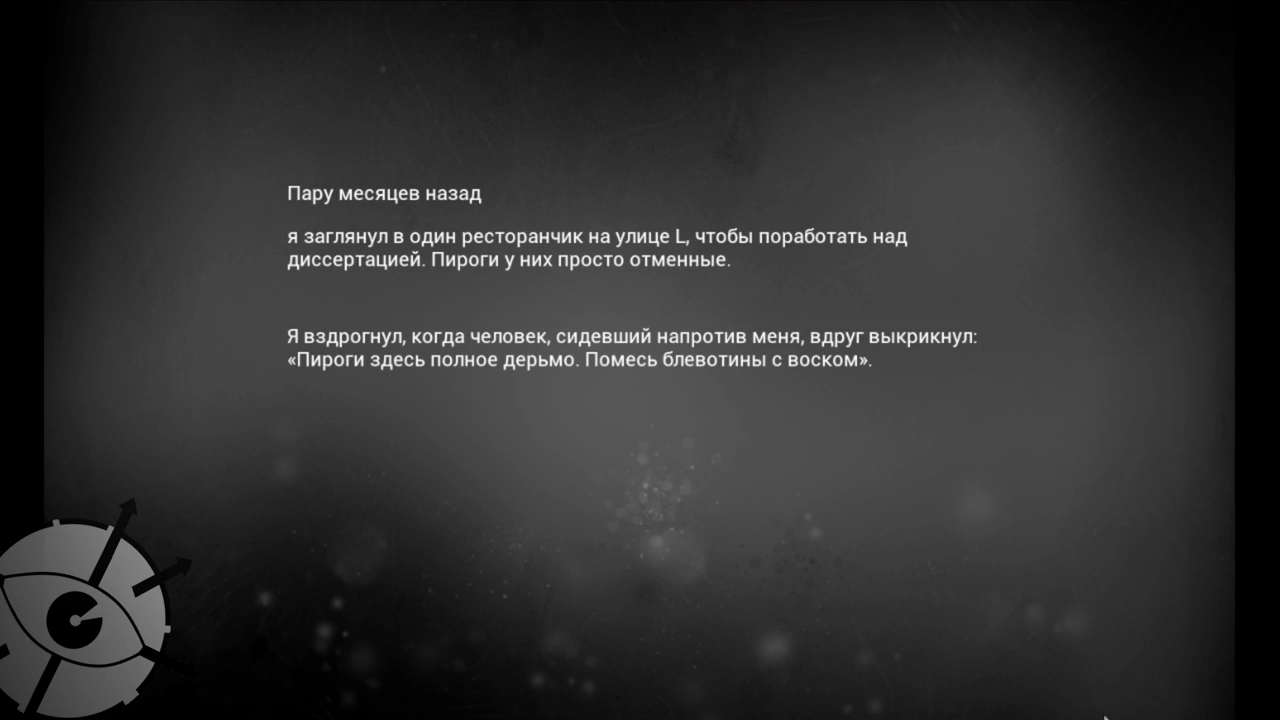 Пару месяцев назад
я заглянул в один ресторанчик на улице L, чтобы поработать над
диссертацией. Пироги у них просто отменные.
Я вздрогнул, когда человек, сидевший напротив меня, вдруг выкрикнул:
«Пироги здесь полное дерьмо. Помесь блевотины с воском».